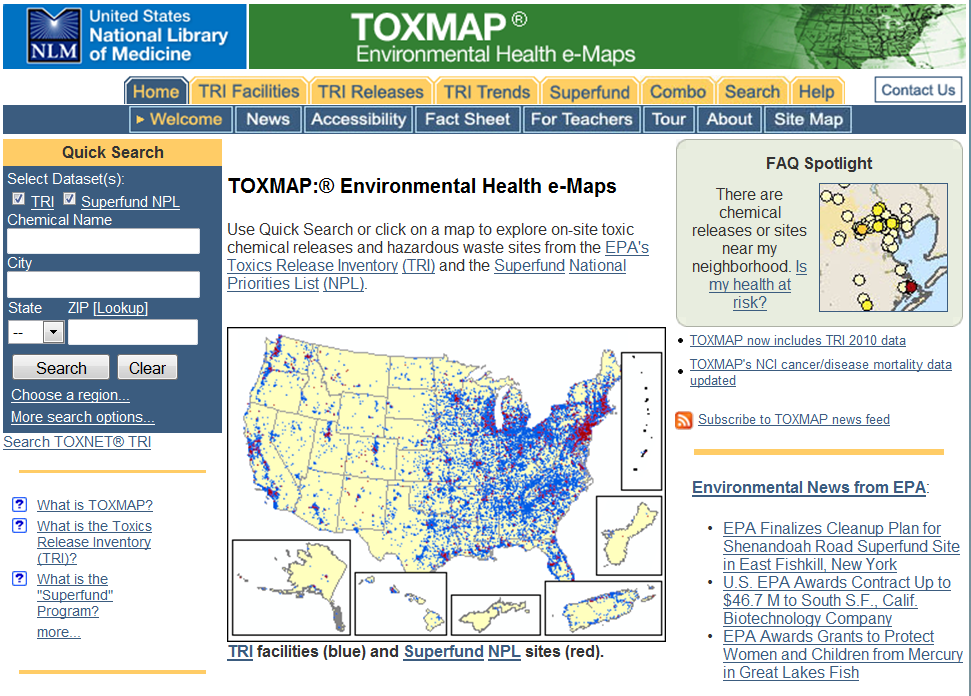 United States
National Library
of Medicine
NLM
TOXMAP®
Environmental Health e-Maps
Home
TRI Facilities
TRI Releases
TRI Trends
Superfund
Combo
Search
Help
Contact Us
Welcome
News
Accessibility
Fact Sheet
For Teachers
Tour
About
Site Map
Quick Search
Select Dataset(s):
TRI
Superfund NPL
Chemical Name
City
State
ZIP [Lookup]
--
Search
Clear
Choose a region...
More search options...
Search TOXNET® TRI
? What is TOXMAP?
? What is the Toxics
Release Inventory
(TRI)?
? What is the
"Superfund"
Program?
more...
TOXMAP:® Environmental Health e-Maps
Use Quick Search or click on a map to explore on-site toxic
chemical releases and hazardous waste sites from the EPA's
Toxics Release Inventory (TRI) and the Superfund National
Priorities List (NPL).
TRI facilities (blue) and Superfund NPL sites (red).
FAQ Spotlight
There are
chemical
releases or sites
near my
neighborhood. Is
my health at
risk?
TOXMAP now includes TRI 2010 data
TOXMAP's NCI cancer/disease mortality data
updated
Subscribe to TOXMAP news feed
Environmental News from EPA:
EPA Finalizes Cleanup Plan for
Shenandoah Road Superfund Site
in East Fishkill, New York
U.S. EPA Awards Contract Up to
$46.7 M to South S.F., Calif.
Biotechnology Company
EPA Awards Grants to Protect
Women and Children from Mercury
in Great Lakes Fish